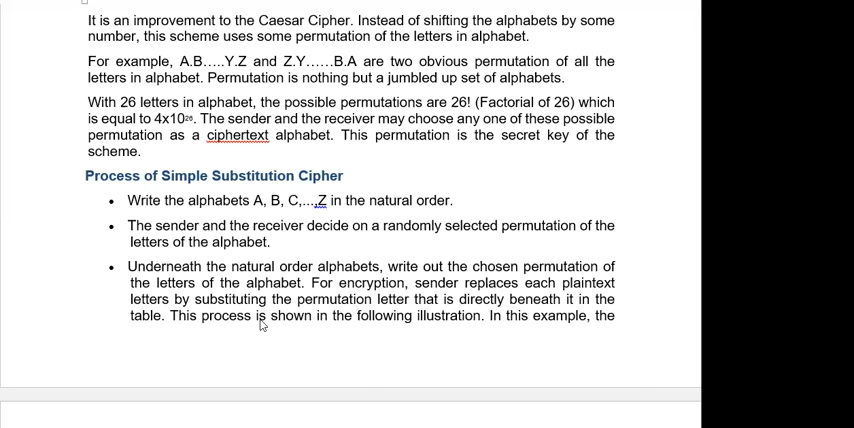 It is an improvement to the Caesar Cipher. Instead of shifting the alphabets by some
number, this scheme uses some permutation of the letters in alphabet.
For example, A.B…..Y.Z and Z.Y……B.A are two obvious permutation of all the
letters in alphabet. Permutation is nothing but a jumbled up set of alphabets.
With 26 letters in alphabet, the possible permutations are 26! (Factorial of 26) which
is equal to 4x10²⁶. The sender and the receiver may choose any one of these possible
permutation as a ciphertext alphabet. This permutation is the secret key of the
scheme.
Process of Simple Substitution Cipher
• Write the alphabets A, B, C,...,Z in the natural order.
• The sender and the receiver decide on a randomly selected permutation of the
letters of the alphabet.
• Underneath the natural order alphabets, write out the chosen permutation of
the letters of the alphabet. For encryption, sender replaces each plaintext
letters by substituting the permutation letter that is directly beneath it in the
table. This process is shown in the following illustration. In this example, the